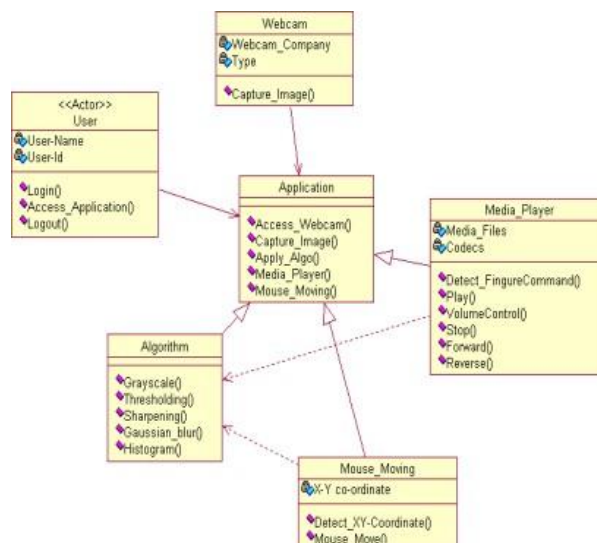 Webcam
Webcam_Company
Type
Capture_Image()
<<Actor>>
User
User-Name
User-Id
Login()
Access_Application()
Logout()
Application
Access_Webcam()
Capture_Image()
Apply_Algo()
Media_Player()
Mouse_Moving()
Media_Player
Media_Files
Codecs
Detect_FingureCommand()
Play()
VolumeControl()
Stop()
Forward()
Reverse()
Algorithm
Grayscale()
Thresholding()
Sharpening()
Gaussian_blur()
Histogram()
Mouse_Moving
X-Y co-ordinate
Detect_XY-Coordinate()
Mouse_Move()